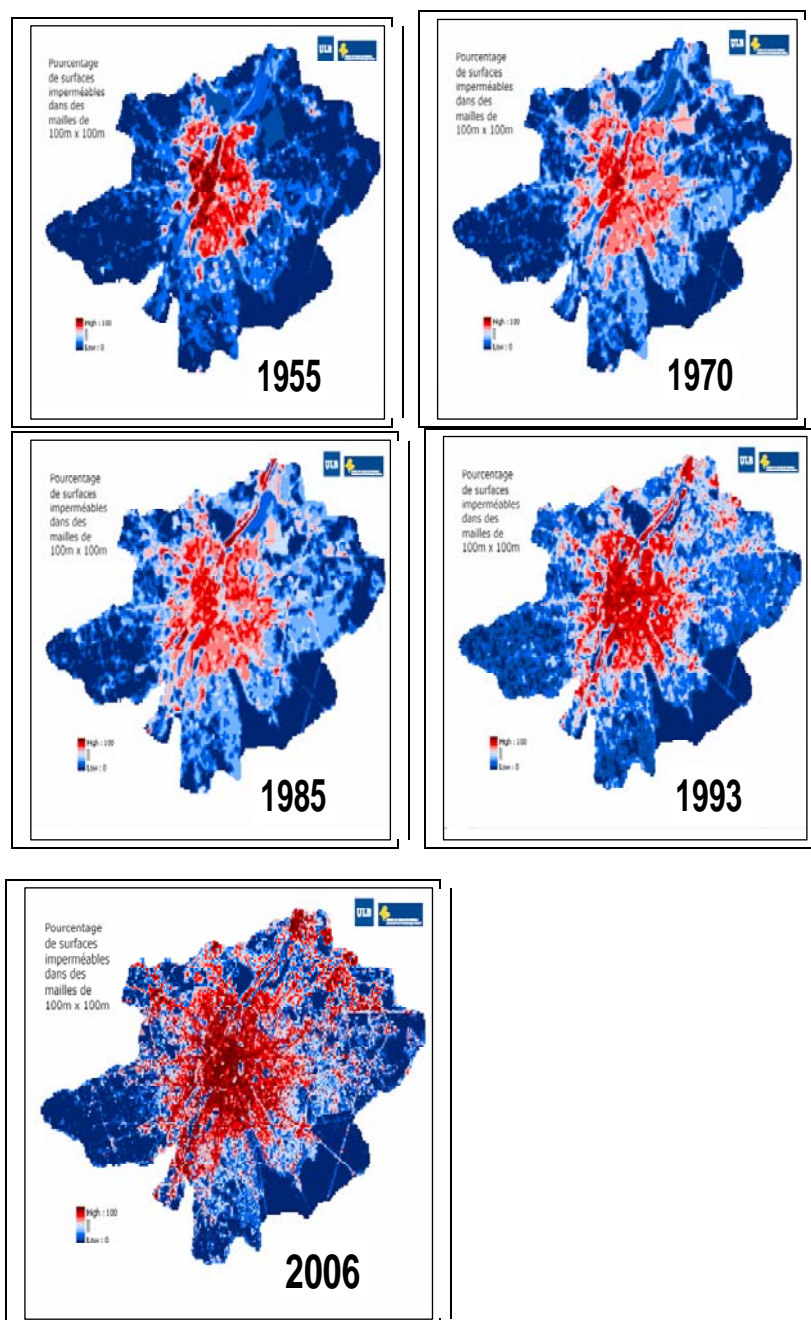 ULB
Pourcentage
de surfaces
imperméables
dans des
mailles de
100m x 100m
High : 100
Low : 0
1955
ULB
Pourcentage
de surfaces
imperméables
dans des
mailles de
100m x 100m
High : 100
Low : 0
1970
ULB
Pourcentage
de surfaces
imperméables
dans des
mailles de
100m x 100m
High : 100
Low : 0
1985
ULB
Pourcentage
de surfaces
imperméables
dans des
mailles de
100m x 100m
High : 100
Low : 0
1993
ULB
Pourcentage
de surfaces
imperméables
dans des
mailles de
100m x 100m
High : 100
Low : 0
2006